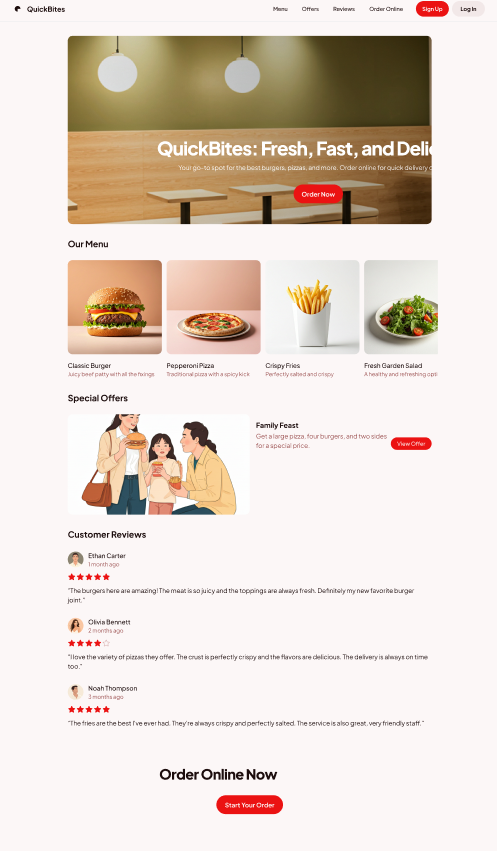 QuickBites
Menu
Offers
Reviews
Order Online
Sign Up
Log In
QuickBites: Fresh, Fast, and Delic
Your go-to spot for the best burgers, pizzas, and more. Order online for quick delivery o
Order Now
Our Menu
Classic Burger
Juicy beef patty with all the fixings
Pepperoni Pizza
Traditional pizza with a spicy kick
Crispy Fries
Perfectly salted and crispy
Fresh Garden Salad
A healthy and refreshing opti
Special Offers
Family Feast
Get a large pizza, four burgers, and two sides
for a special price.
View Offer
Customer Reviews
Ethan Carter
1 month ago
"The burgers here are amazing! The meat is so juicy and the toppings are always fresh. Definitely my new favorite burger
joint."
Olivia Bennett
2 months ago
"I love the variety of pizzas they offer. The crust is perfectly crispy and the flavors are delicious. The delivery is always on time
too."
Noah Thompson
3 months ago
"The fries are the best I've ever had. They're always crispy and perfectly salted. The service is also great, very friendly staff."
Order Online Now
Start Your Order